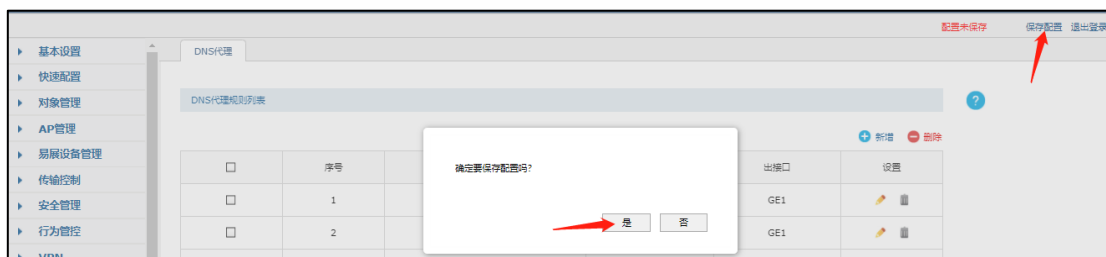 配置未保存 保存配置 退出登录
基本设置 DNS代理
快速配置
对象管理 DNS代理规则列表 ?
AP管理
新增 删除
易展设备管理
序号 确定要保存配置吗? 出接口 设置
传输控制
安全管理 1 GE1
行为管控 2 是 否 GE1
VPN